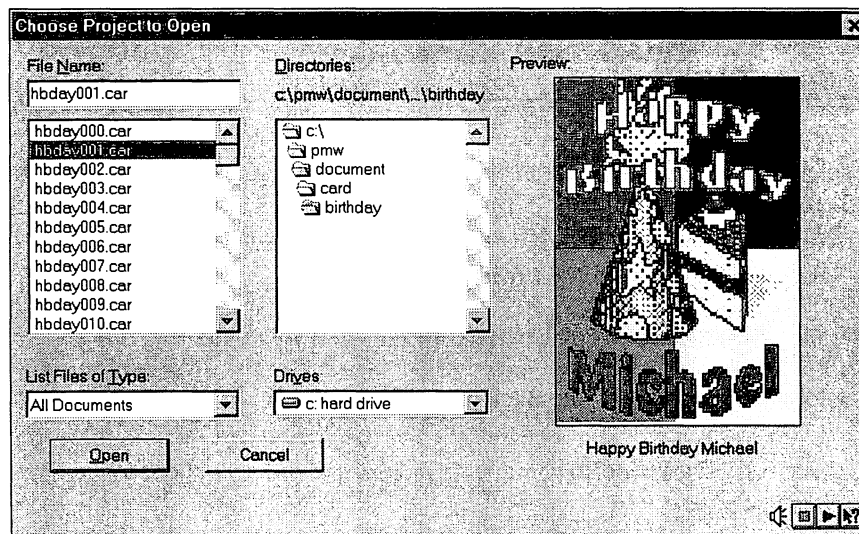 Choose Project to Open
File Name:
hbday001.car
hbday000.car
hbday001.car
hbday002.car
hbday003.car
hbday004.car
hbday005.car
hbday006.car
hbday007.car
hbday008.car
hbday009.car
hbday010.car
List Files of Type:
All Documents
Open
Cancel
Directories:
c:\pmw\document\...\birthday
c:\
pmw
document
card
birthday
Drives
c: hard drive
Preview:
Happy
Birthday
Michael
Happy Birthday Michael
?